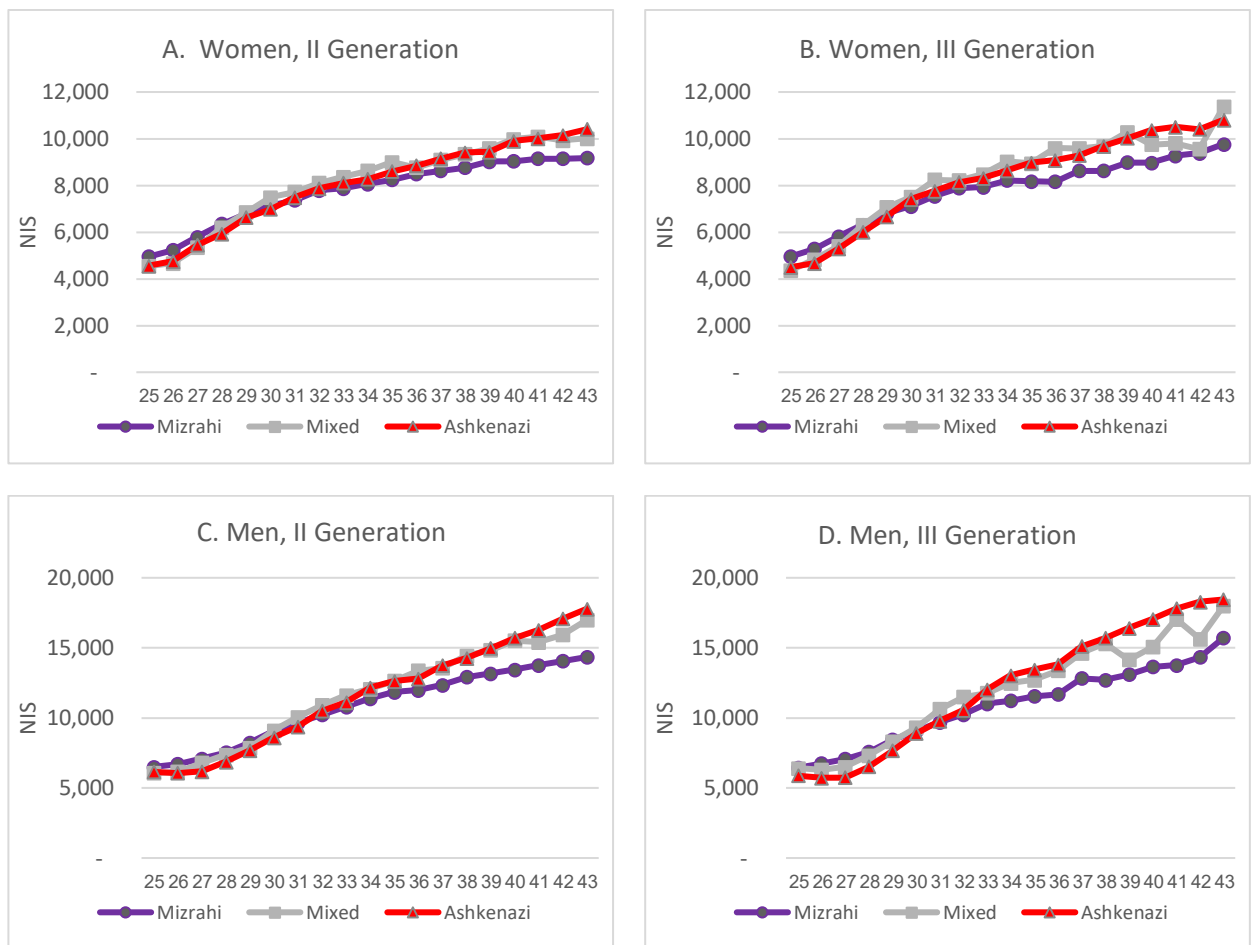 A. Women, II Generation
12,000
10,000
8,000
6,000
4,000
2,000
-
NIS
25 26 27 28 29 30 31 32 33 34 35 36 37 38 39 40 41 42 43
Mizrahi Mixed Ashkenazi
B. Women, III Generation
12,000
10,000
8,000
6,000
4,000
2,000
-
NIS
25 26 27 28 29 30 31 32 33 34 35 36 37 38 39 40 41 42 43
Mizrahi Mixed Ashkenazi
C. Men, II Generation
20,000
15,000
10,000
5,000
-
NIS
25 26 27 28 29 30 31 32 33 34 35 36 37 38 39 40 41 42 43
Mizrahi Mixed Ashkenazi
D. Men, III Generation
20,000
15,000
10,000
5,000
-
NIS
25 26 27 28 29 30 31 32 33 34 35 36 37 38 39 40 41 42 43
Mizrahi Mixed Ashkenazi